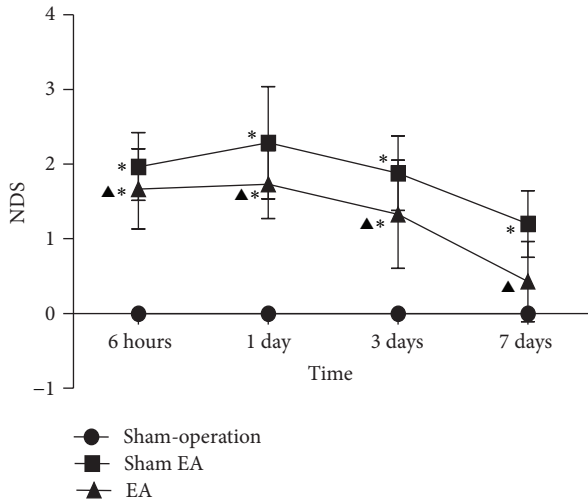 4
3
2
1
0
−1
NDS
*
*
*
*
▲*
▲*
▲*
▲
6 hours 1 day 3 days 7 days
Time
Sham-operation
Sham EA
EA